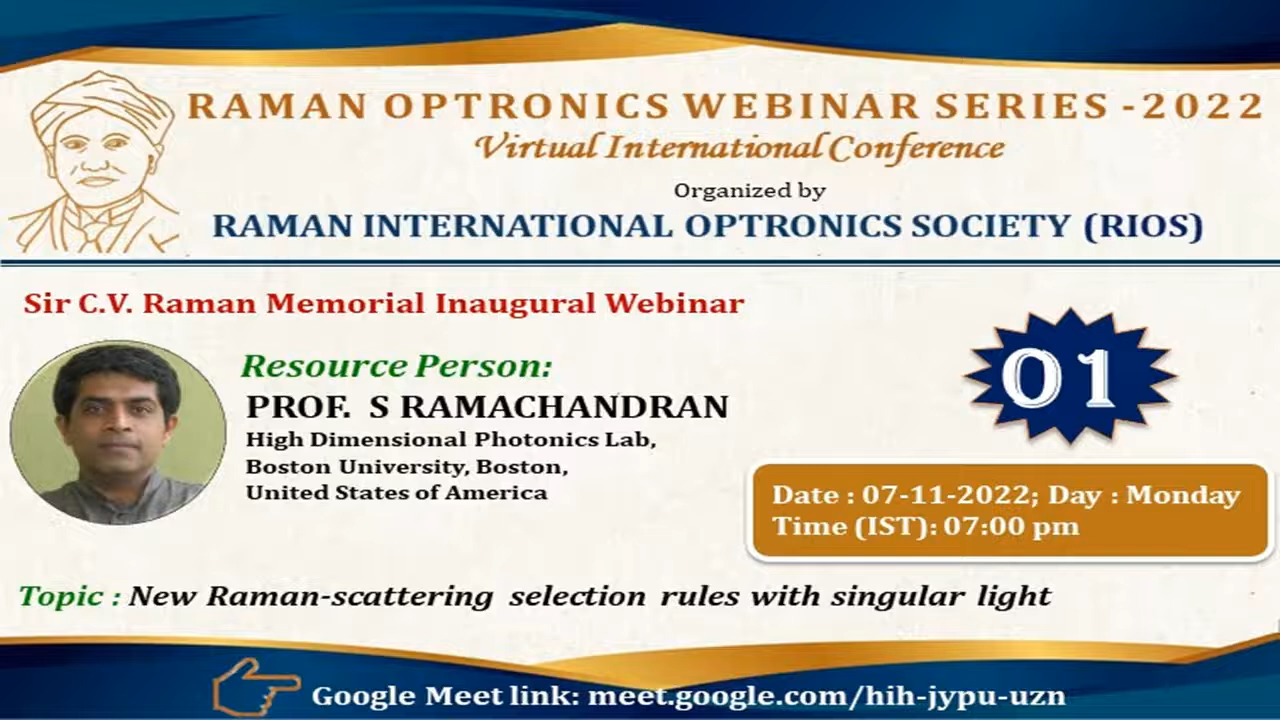 RAMAN OPTRONICS WEBINAR SERIES -2022
Virtual International Conference
Organized by
RAMAN INTERNATIONAL OPTRONICS SOCIETY (RIOS)
Sir C.V. Raman Memorial Inaugural Webinar
Resource Person:
PROF. S RAMACHANDRAN
High Dimensional Photonics Lab,
Boston University, Boston,
United States of America
01
Date : 07-11-2022; Day : Monday
Time (IST): 07:00 pm
Topic : New Raman-scattering selection rules with singular light
Google Meet link: meet.google.com/hih-jypu-uzn